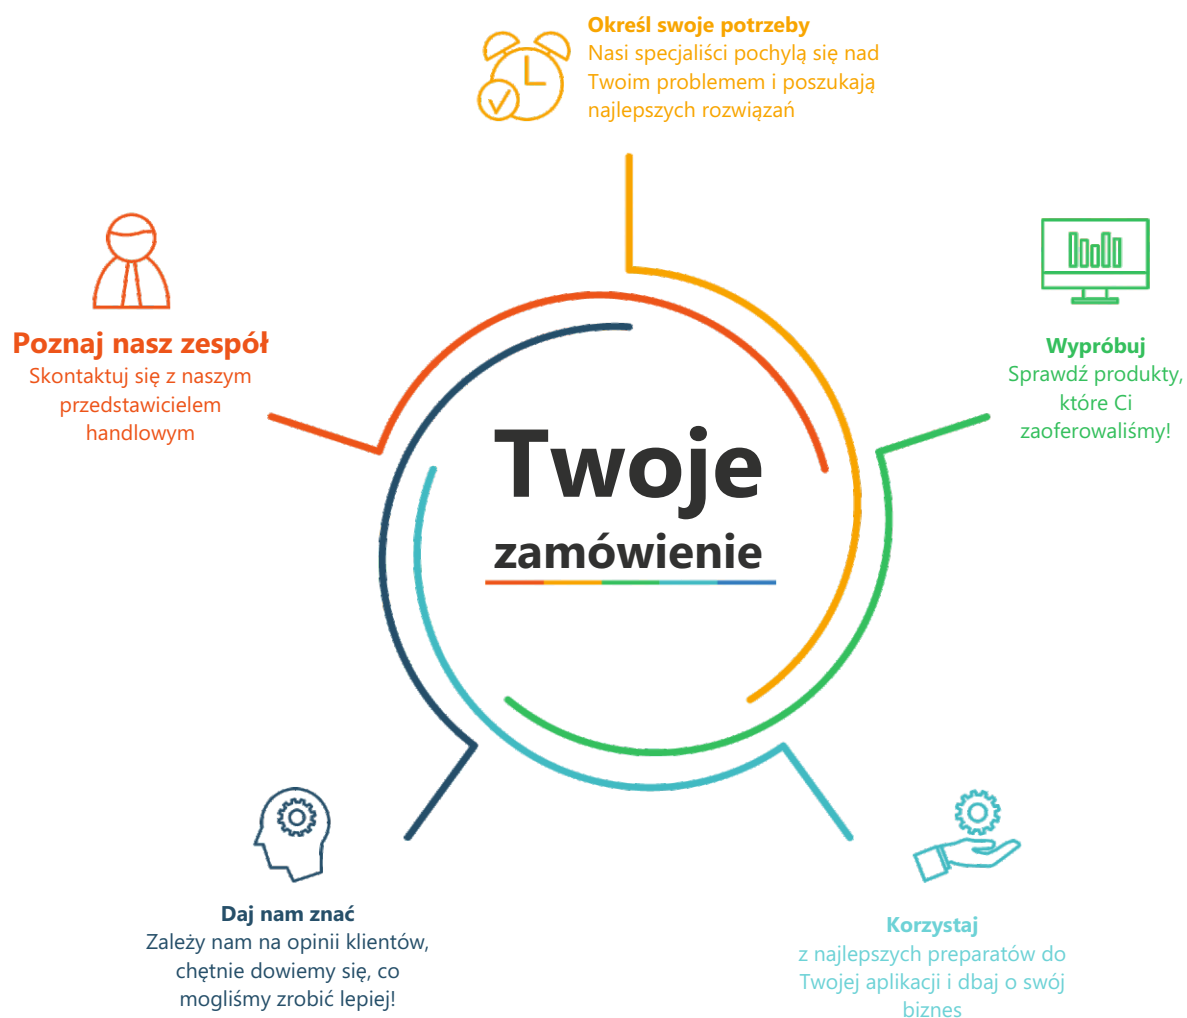 Określ swoje potrzeby
Nasi specjaliści pochylą się nad
Twoim problemem i poszukają
najlepszych rozwiązań
Poznaj nasz zespół
Skontaktuj się z naszym
przedstawicielem
handlowym
Wypróbuj
Sprawdź produkty,
które Ci
zaoferowaliśmy!
Twoje
zamówienie
Daj nam znać
Zależy nam na opinii klientów,
chętnie dowiemy się, co
mogliśmy zrobić lepiej!
Korzystaj
z najlepszych preparatów do
Twojej aplikacji i dbaj o swój
biznes